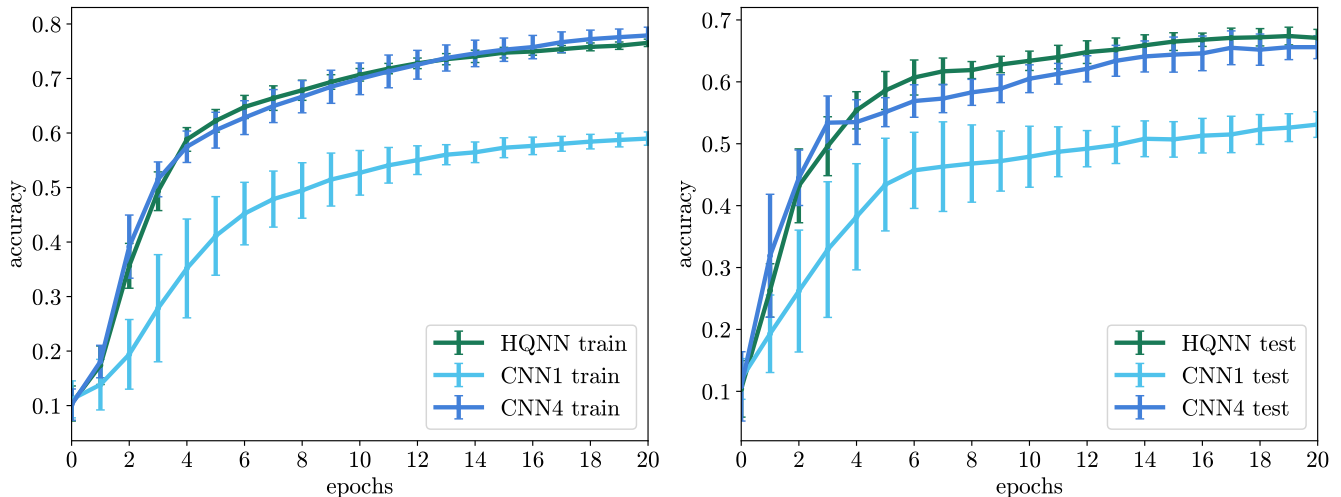 0.8
0.7
0.6
0.5
0.4
0.3
0.2
0.1
accuracy
HQNN train
CNN1 train
CNN4 train
0 2 4 6 8 10 12 14 16 18 20
epochs
0.7
0.6
0.5
0.4
0.3
0.2
0.1
accuracy
HQNN test
CNN1 test
CNN4 test
0 2 4 6 8 10 12 14 16 18 20
epochs